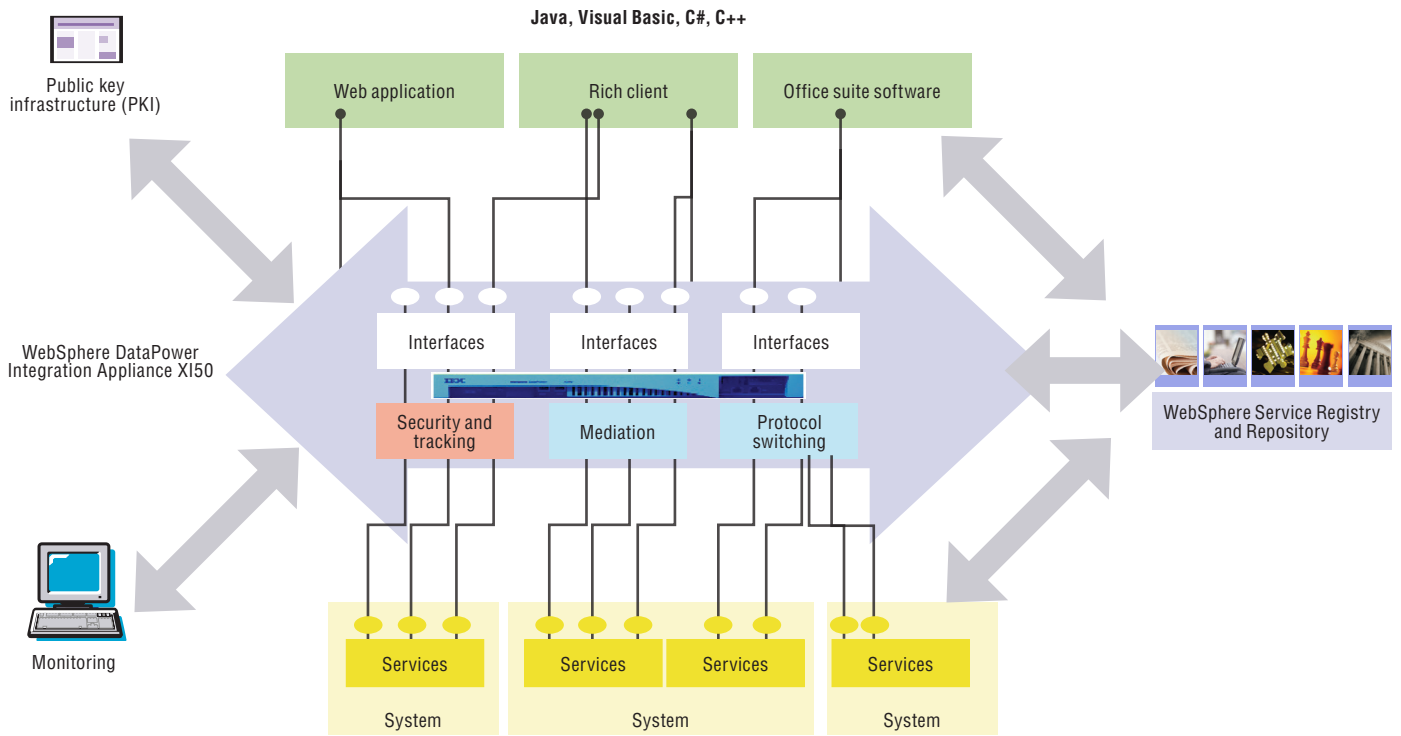 Java, Visual Basic, C#, C++
Public key
infrastructure (PKI)
Web application
Rich client
Office suite software
WebSphere DataPower
Integration Appliance XI50
Interfaces
Interfaces
Interfaces
Security and
tracking
Mediation
Protocol
switching
WebSphere Service Registry
and Repository
Monitoring
Services
Services
Services
Services
System
System
System